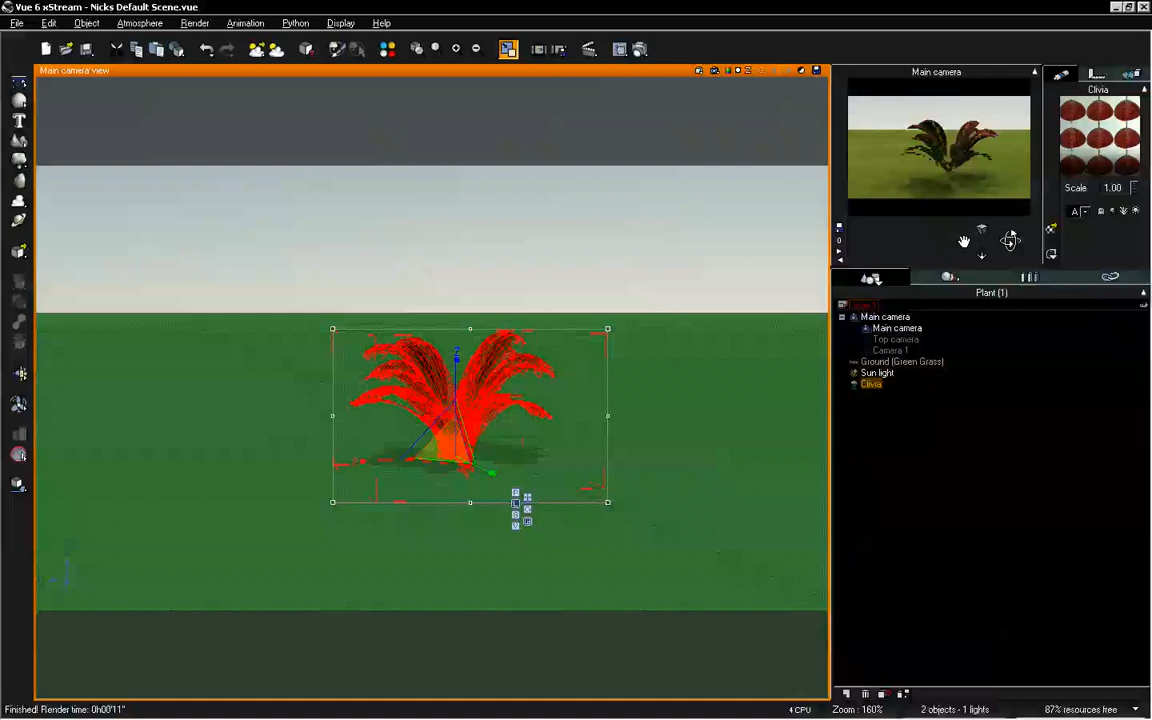 Vue 6 xStream - Nicks Default Scene.vue
File Edit Object Atmosphere Render Animation Python Display Help
Main camera view
Main camera
Clivia
Scale 1.00
A
Plant (1)
Main camera
Main camera
Top camera
Camera 1
Ground (Green Grass)
Sun light
Clivia
Z
Finished! Render time: 0h00'11" 4 CPU Zoom : 160% 2 objects - 1 lights 87% resources free